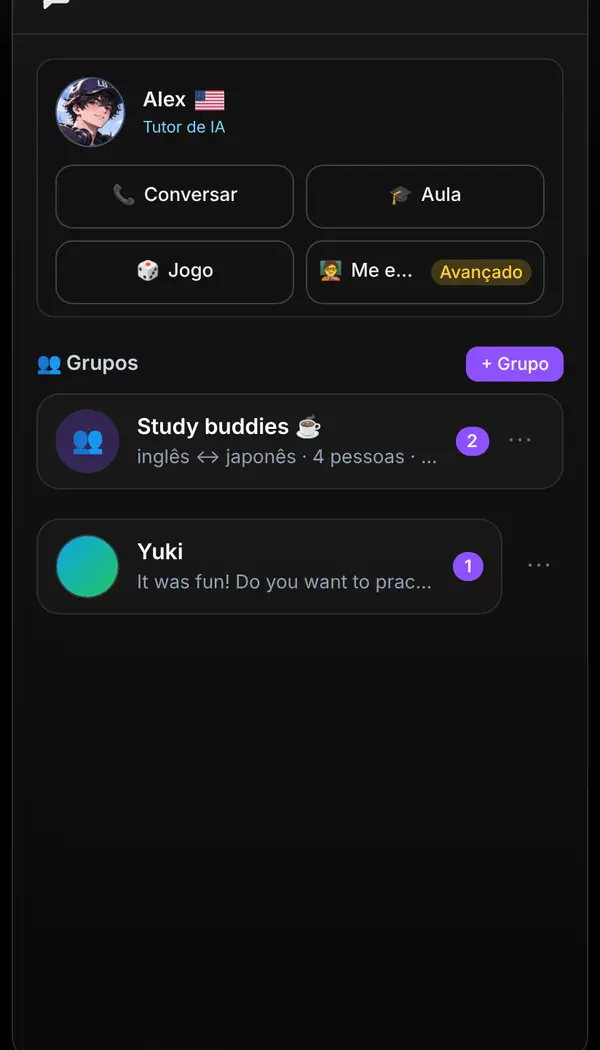 Alex 🇺🇸
Tutor de IA
📞 Conversar
🎓 Aula
🎲 Jogo
🧑‍🏫 Me e... Avançado
👥 Grupos
+ Grupo
Study buddies ☕
inglês ↔ japonês · 4 pessoas · ...
2
...
Yuki
It was fun! Do you want to prac...
1
...